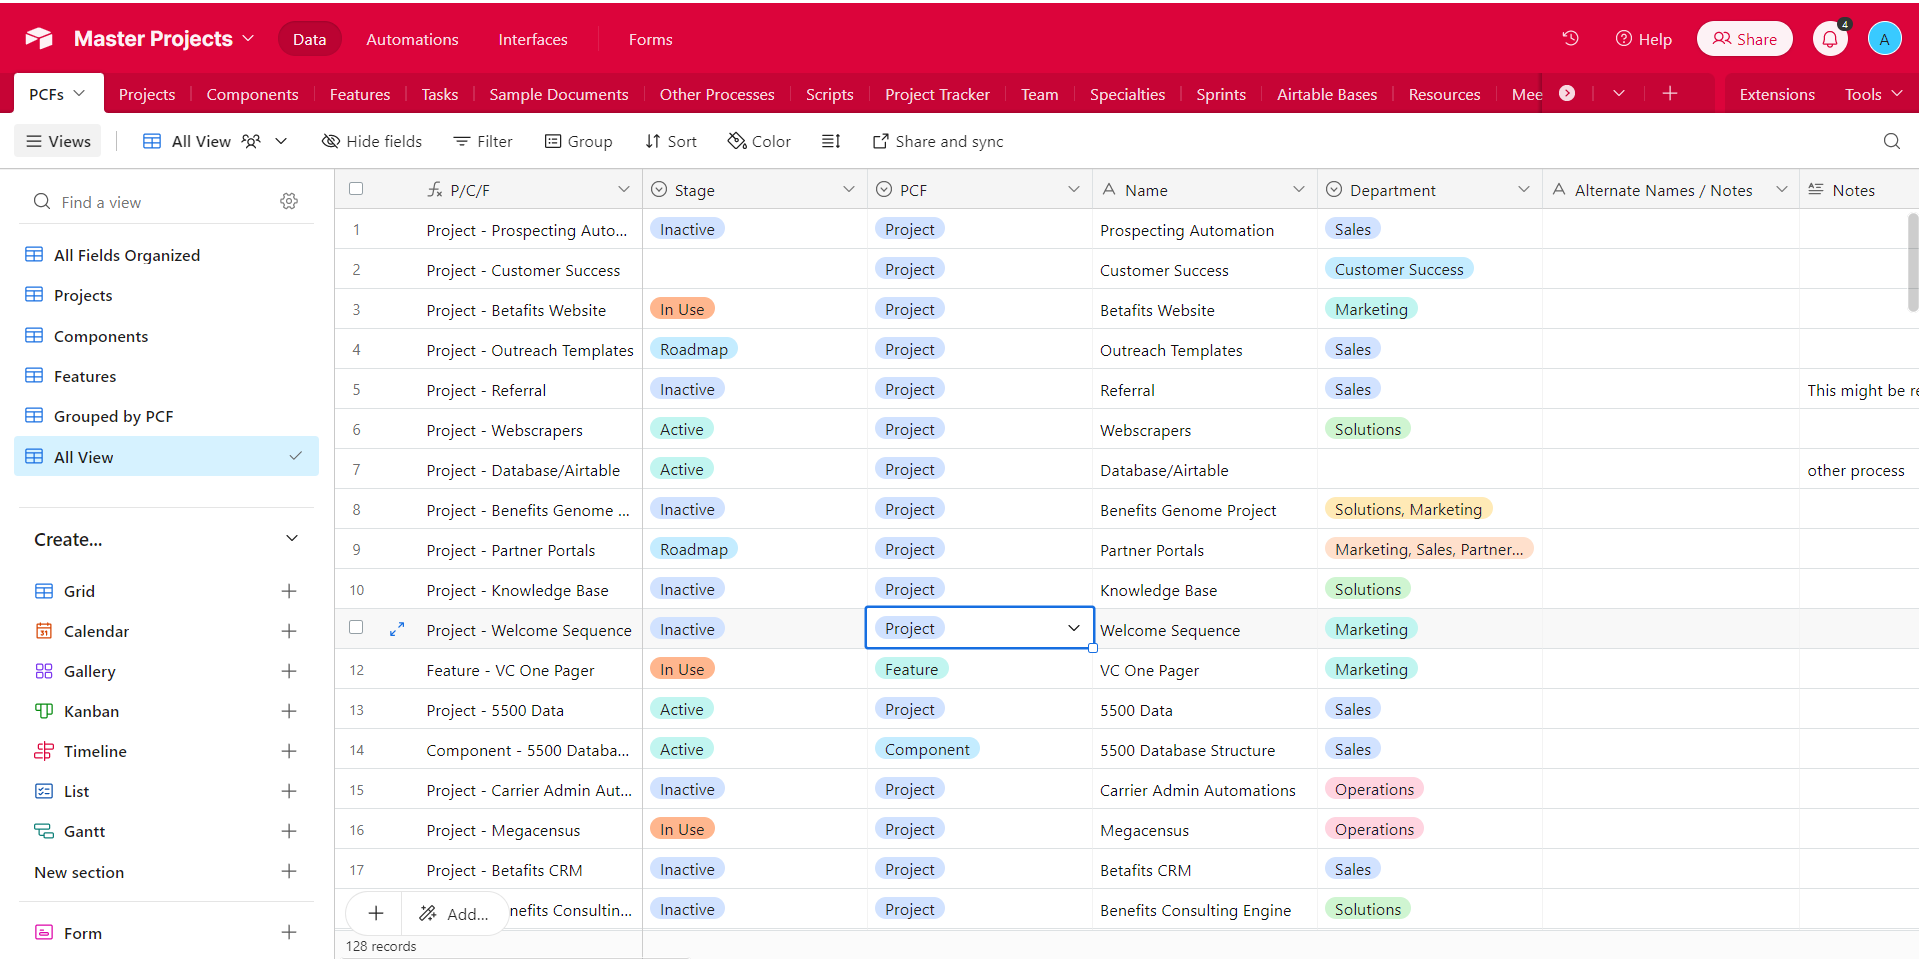 Master Projects Data Automations Interfaces Forms Help Share 4 A
PCFs Projects Components Features Tasks Sample Documents Other Processes Scripts Project Tracker Team Specialties Sprints Airtable Bases Resources Mee Extensions Tools
Views All View Hide fields Filter Group Sort Color Share and sync
Find a view
All Fields Organized
Projects
Components
Features
Grouped by PCF
All View
Create...
Grid
Calendar
Gallery
Kanban
Timeline
List
Gantt
New section
Form
P/C/F Stage PCF Name Department Alternate Names / Notes Notes
1 Project - Prospecting Auto... Inactive Project Prospecting Automation Sales
2 Project - Customer Success Project Customer Success Customer Success
3 Project - Betafits Website In Use Project Betafits Website Marketing
4 Project - Outreach Templates Roadmap Project Outreach Templates Sales
5 Project - Referral Inactive Project Referral Sales This might be re
6 Project - Webscrapers Active Project Webscrapers Solutions
7 Project - Database/Airtable Active Project Database/Airtable other process
8 Project - Benefits Genome ... Inactive Project Benefits Genome Project Solutions, Marketing
9 Project - Partner Portals Roadmap Project Partner Portals Marketing, Sales, Partner...
10 Project - Knowledge Base Inactive Project Knowledge Base Solutions
Project - Welcome Sequence Inactive Project Welcome Sequence Marketing
12 Feature - VC One Pager In Use Feature VC One Pager Marketing
13 Project - 5500 Data Active Project 5500 Data Sales
14 Component - 5500 Databa... Active Component 5500 Database Structure Sales
15 Project - Carrier Admin Aut... Inactive Project Carrier Admin Automations Operations
16 Project - Megacensus In Use Project Megacensus Operations
17 Project - Betafits CRM Inactive Project Betafits CRM Sales
Add... nefits Consultin... Inactive Project Benefits Consulting Engine Solutions
128 records